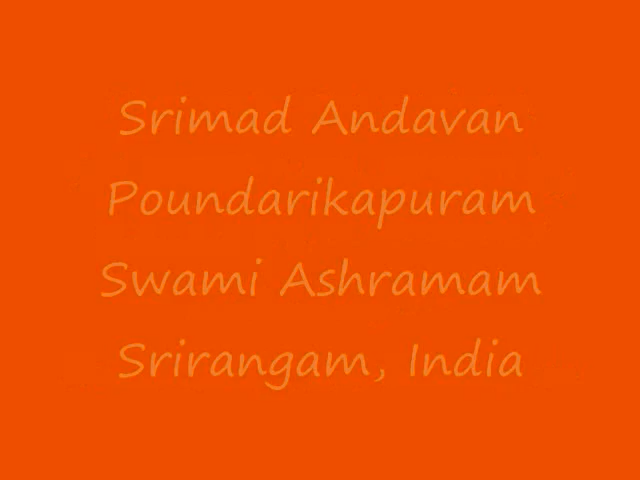 Srimad Andavan
Poundarikapuram
Swami Ashramam
Srirangam, India